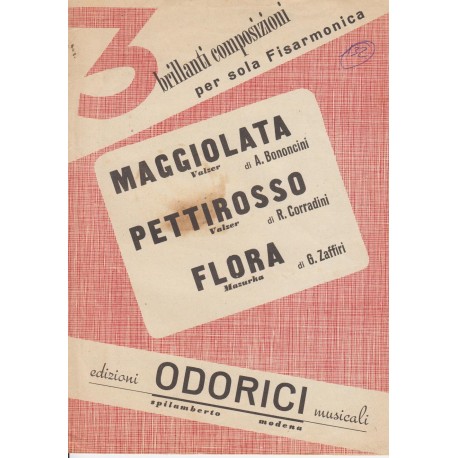 3 brillanti composizioni
per sola Fisarmonica
MAGGIOLATA
Valzer di A. Bononcini
PETTIROSSO
Valzer di R. Corradini
FLORA
Mazurka di G. Zaffiri
edizioni ODORICI musicali
spilamberto modena